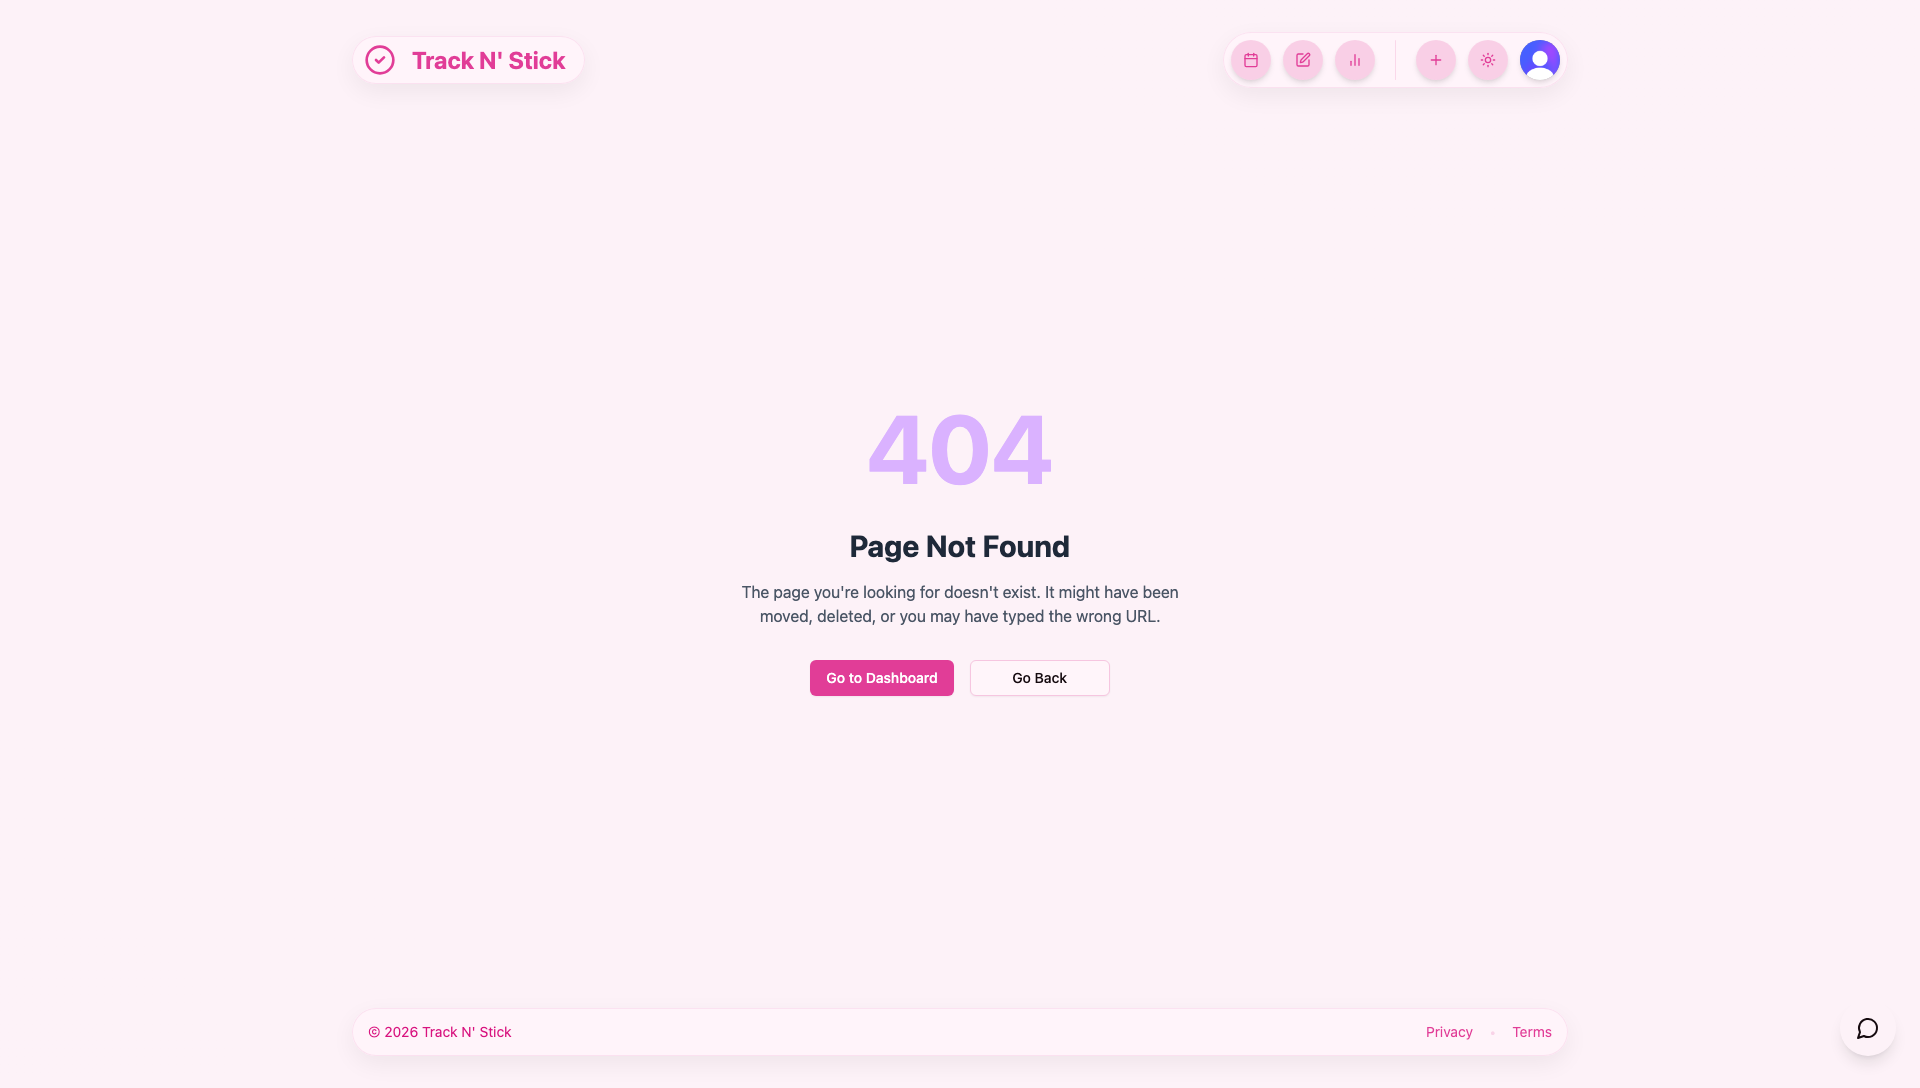 Track N' Stick
404
Page Not Found
The page you're looking for doesn't exist. It might have been
moved, deleted, or you may have typed the wrong URL.
Go to Dashboard
Go Back
© 2026 Track N' Stick
Privacy
•
Terms